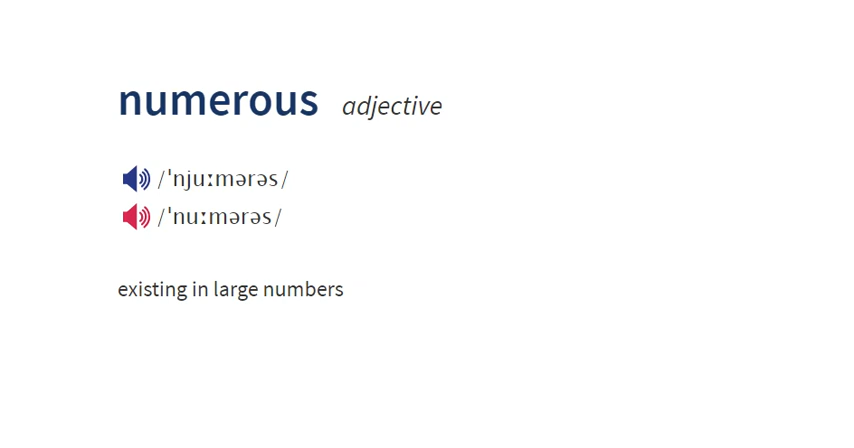 numerous adjective
/ˈnjuːmərəs/
/ˈnuːmərəs/
existing in large numbers